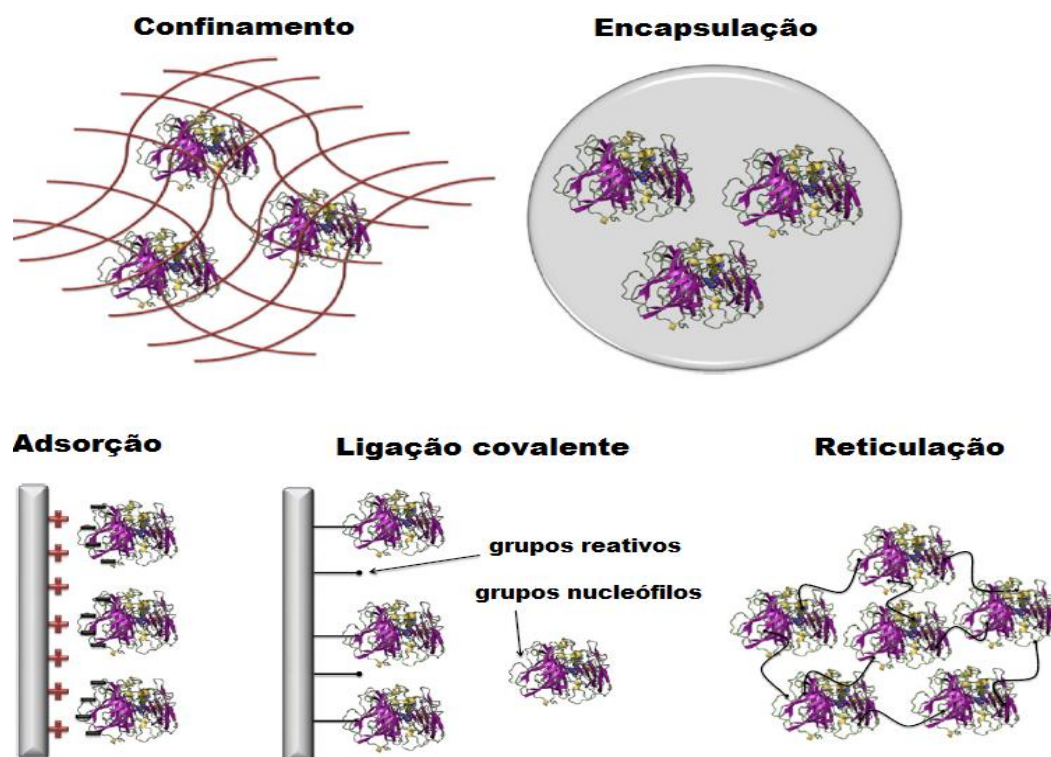 Confinamento
Encapsulação
Adsorção
Ligação covalente
Reticulação
grupos reativos
grupos nucleófilos